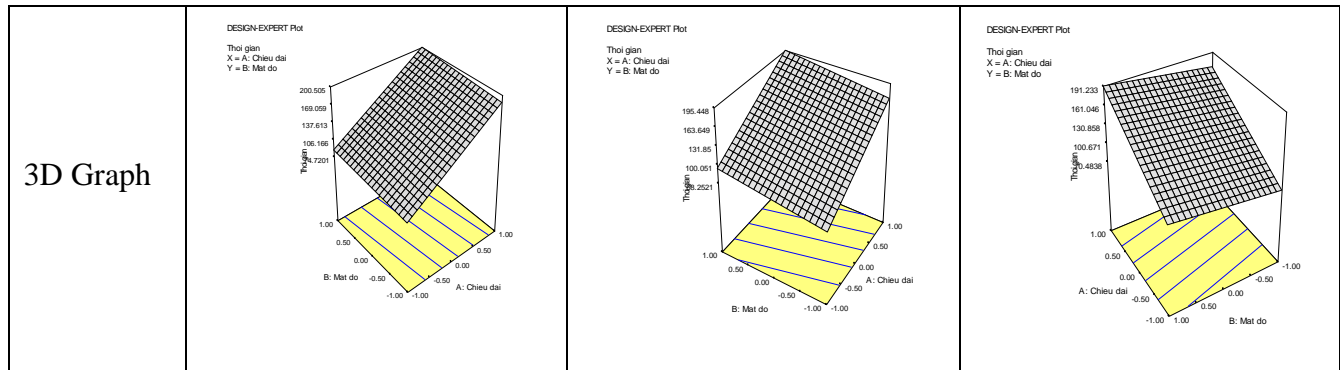 3D Graph
DESIGN-EXPERT Plot
Thoi gian
X = A: Chieu dai
Y = B: Mat do
200.505
169.059
137.613
106.166
74.7201
Thoi gian
1.00
0.50
0.00
-0.50
-1.00
B: Mat do
-1.00
-0.50
0.00
0.50
1.00
A: Chieu dai
DESIGN-EXPERT Plot
Thoi gian
X = A: Chieu dai
Y = B: Mat do
195.448
163.649
131.85
100.051
68.2521
Thoi gian
1.00
0.50
0.00
-0.50
-1.00
B: Mat do
-1.00
-0.50
0.00
0.50
1.00
A: Chieu dai
DESIGN-EXPERT Plot
Thoi gian
X = A: Chieu dai
Y = B: Mat do
191.233
161.046
130.858
100.671
70.4838
Thoi gian
1.00
0.50
0.00
-0.50
-1.00
A: Chieu dai
1.00
0.50
0.00
-0.50
-1.00
B: Mat do